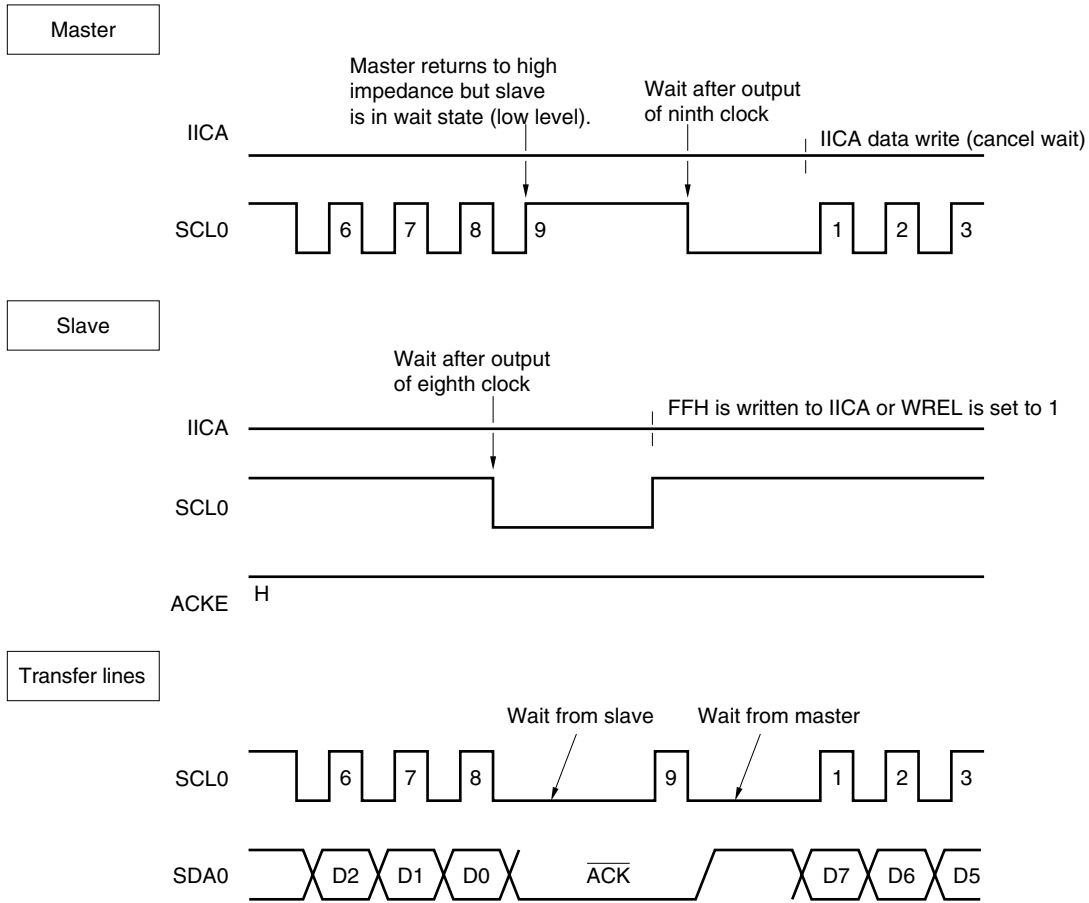 Master
Master returns to high
impedance but slave
is in wait state (low level).
Wait after output
of ninth clock
IICA
IICA data write (cancel wait)
SCL0
6 7 8 9 1 2 3
Slave
Wait after output
of eighth clock
FFH is written to IICA or WREL is set to 1
IICA
SCL0
H
ACKE
Transfer lines
Wait from slave Wait from master
SCL0
6 7 8 9 1 2 3
SDA0
D2 D1 D0 ACK D7 D6 D5